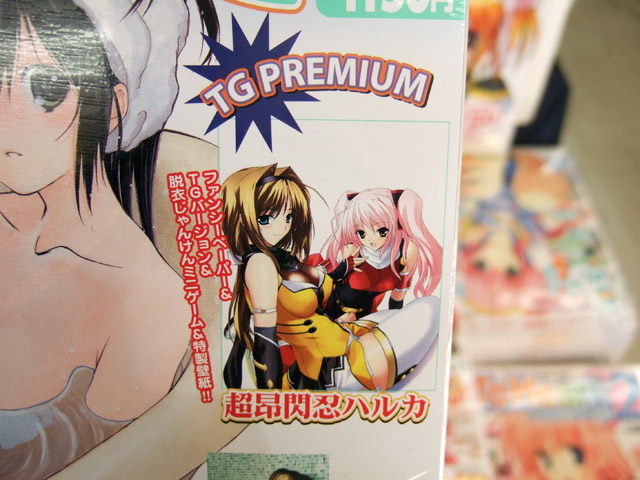 TG PREMIUM
ファンシーペーパー&
TGバージョン&
脱衣じゃんけんミニゲーム&特製壁紙!!
超昂閃忍ハルカ